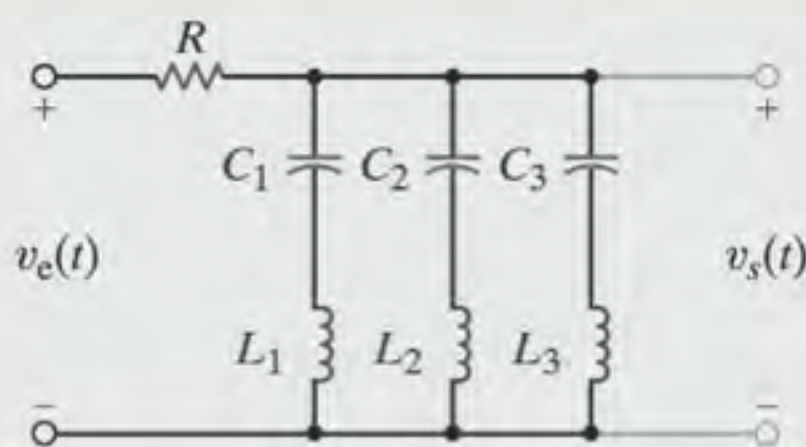 R
+ +
C1 C2 C3
ve(t) vs(t)
L1 L2 L3
− −